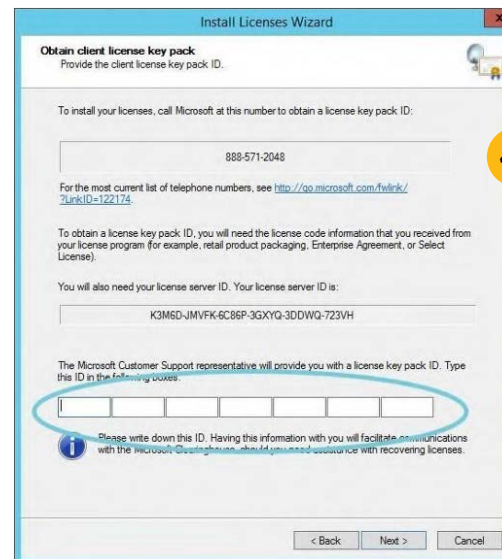 Install Licenses Wizard
x
Obtain client license key pack
Provide the client license key pack ID.
To install your licenses, call Microsoft at this number to obtain a license key pack ID:
888-571-2048
For the most current list of telephone numbers, see http://go.microsoft.com/fwlink/
?LinkID=122174.
To obtain a license key pack ID, you will need the license code information that you received from
your license program (for example, retail product packaging, Enterprise Agreement, or Select
License).
You will also need your license server ID. Your license server ID is:
K3M6D-JMVFK-6C86P-3GXYQ-3DDWQ-723VH
The Microsoft Customer Support representative will provide you with a license key pack ID. Type
this ID in the following boxes:
Please write down this ID. Having this information with you will facilitate communications
with the Microsoft Clearinghouse, should you need assistance with recovering licenses.
< Back
Next >
Cancel